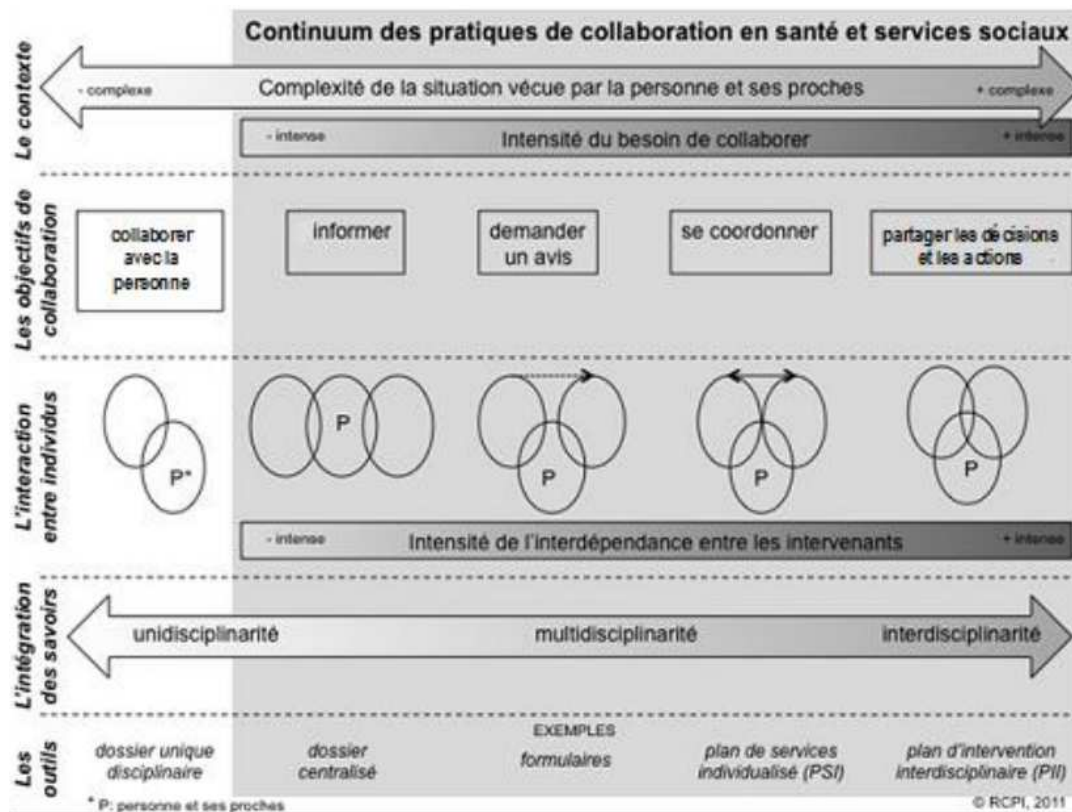 Continuum des pratiques de collaboration en santé et services sociaux
Le contexte
- complexe
Complexité de la situation vécue par la personne et ses proches
+ complexe
- intense
Intensité du besoin de collaborer
+ intense
Les objectifs de
collaboration
collaborer
avec la
personne
informer
demander
un avis
se coordonner
partager les décisions
et les actions
L'interaction
entre individus
P*
P
P
P
P
- intense
Intensité de l'interdépendance entre les intervenants
+ intense
L'intégration
des savoirs
unidisciplinarité
multidisciplinarité
interdisciplinarité
Les
outils
EXEMPLES
dossier unique
disciplinaire
dossier
centralisé
formulaires
plan de services
individualisé (PSI)
plan d'intervention
interdisciplinaire (PII)
* P: personne et ses proches
© RCPI, 2011